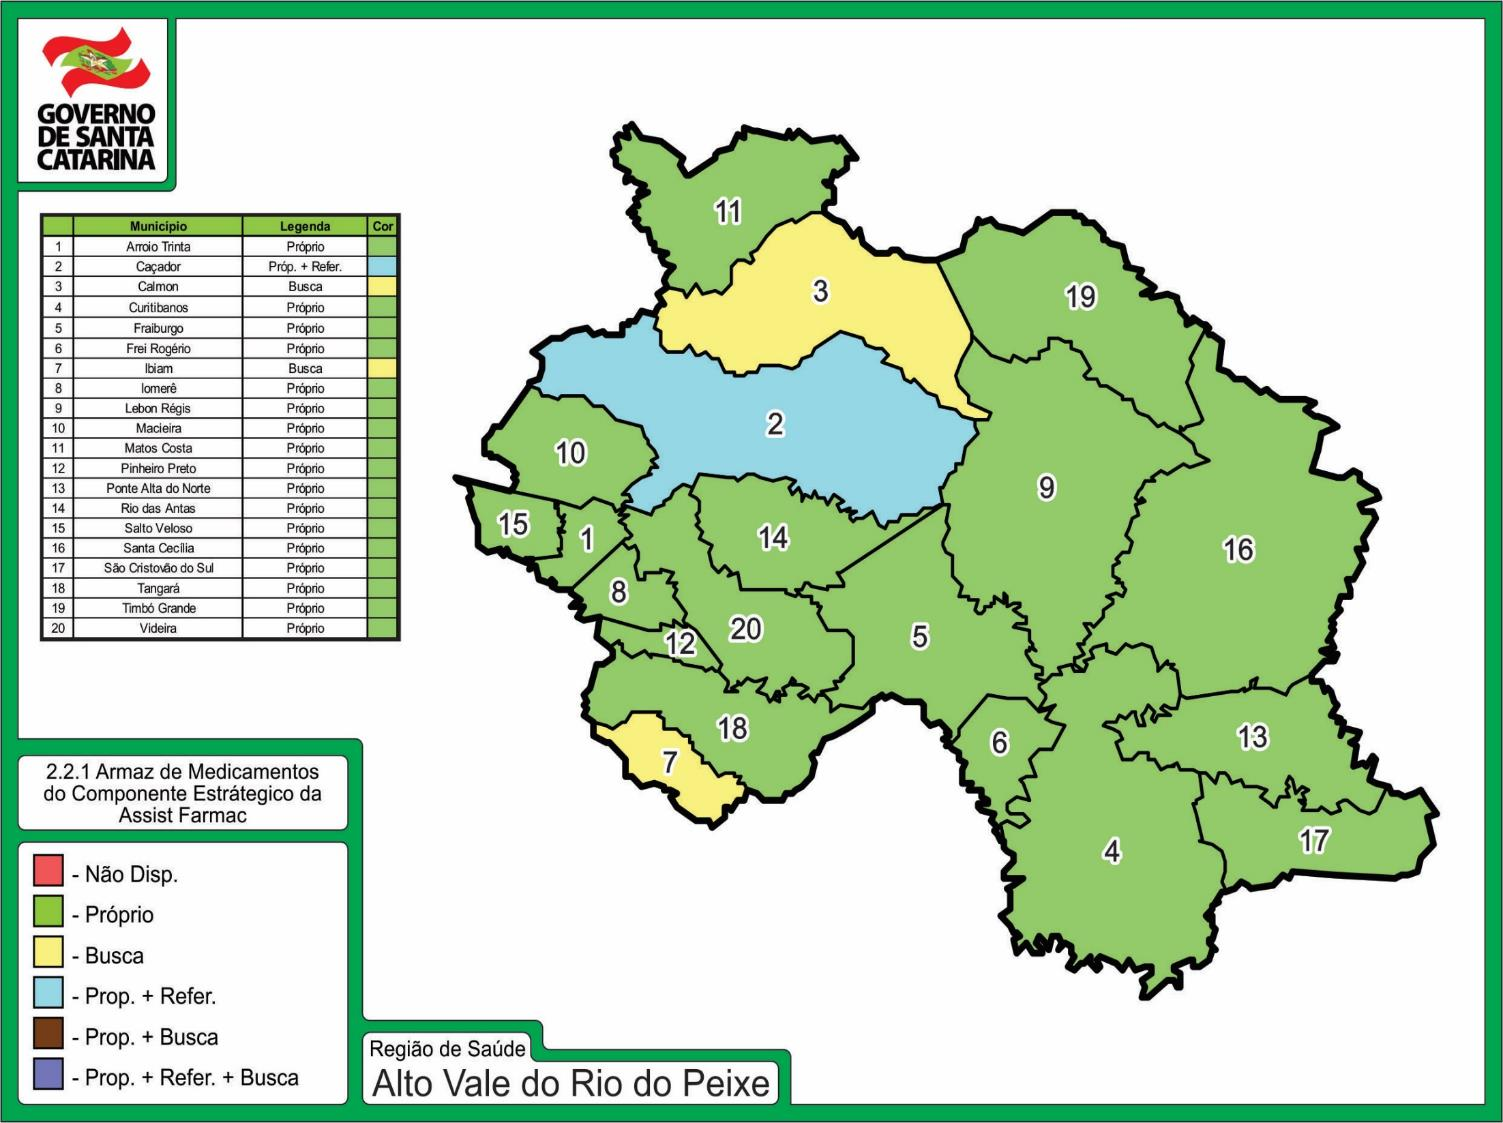 GOVERNO
DE SANTA
CATARINA
Município Legenda Cor
1 Arroio Trinta Próprio
2 Caçador Próp. + Refer.
3 Calmon Busca
4 Curitibanos Próprio
5 Fraiburgo Próprio
6 Frei Rogério Próprio
7 Ibiam Busca
8 Iomerê Próprio
9 Lebon Régis Próprio
10 Macieira Próprio
11 Matos Costa Próprio
12 Pinheiro Preto Próprio
13 Ponte Alta do Norte Próprio
14 Rio das Antas Próprio
15 Salto Veloso Próprio
16 Santa Cecília Próprio
17 São Cristovão do Sul Próprio
18 Tangará Próprio
19 Timbó Grande Próprio
20 Videira Próprio
11
3
19
2
10
9
15
1
14
16
8
20
12
5
18
7
6
13
4
17
2.2.1 Armaz de Medicamentos
do Componente Estrátegico da
Assist Farmac
- Não Disp.
- Próprio
- Busca
- Prop. + Refer.
- Prop. + Busca
- Prop. + Refer. + Busca
Região de Saúde
Alto Vale do Rio do Peixe